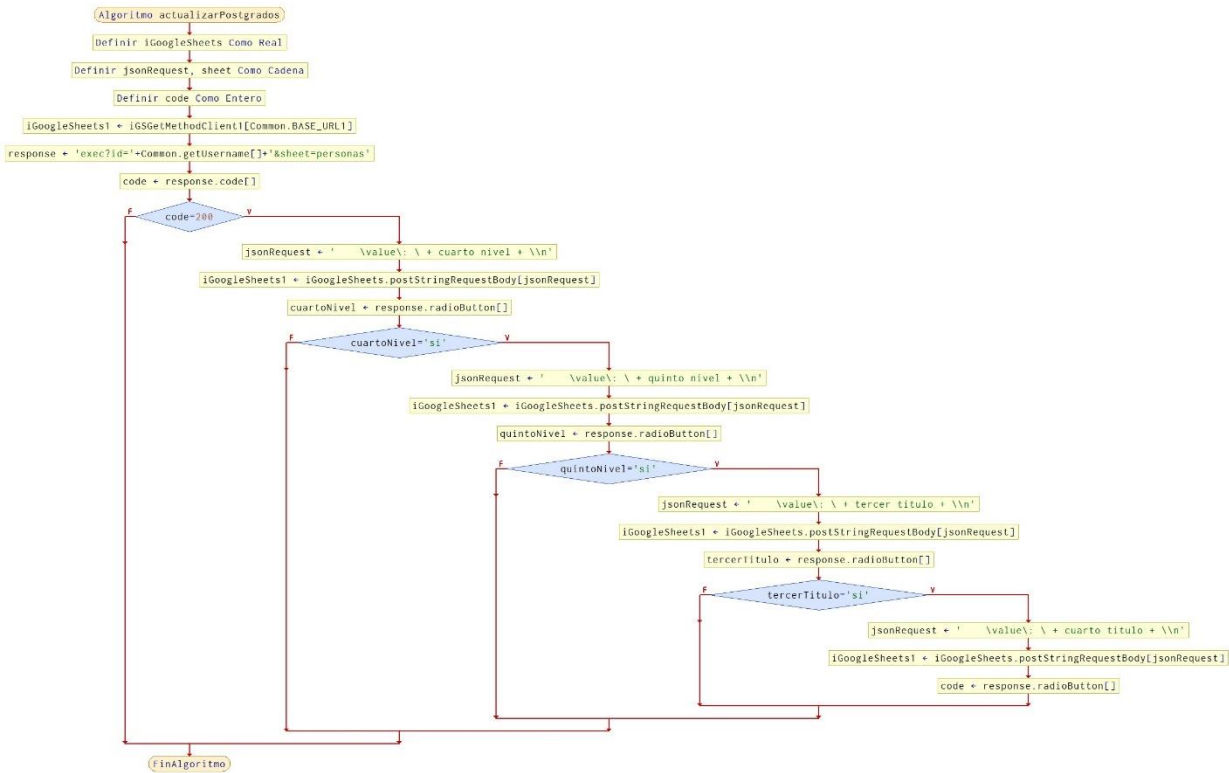 Algoritmo actualizarPostgrados
Definir iGoogleSheets Como Real
Definir jsonRequest, sheet Como Cadena
Definir code Como Entero
iGoogleSheets1 ← iGSGetMethodClient1[Common.BASE_URL1]
response ← 'exec?id='+Common.getUsername[]+'&sheet=personas'
code ← response.code[]
F code=200 V
jsonRequest ← ' \value\: \ + cuarto nivel + \\n'
iGoogleSheets1 ← iGoogleSheets.postStringRequestBody[jsonRequest]
cuartoNivel ← response.radioButton[]
F cuartoNivel='si' V
jsonRequest ← ' \value\: \ + quinto nivel + \\n'
iGoogleSheets1 ← iGoogleSheets.postStringRequestBody[jsonRequest]
quintoNivel ← response.radioButton[]
F quintoNivel='si' V
jsonRequest ← ' \value\: \ + tercer titulo + \\n'
iGoogleSheets1 ← iGoogleSheets.postStringRequestBody[jsonRequest]
tercerTitulo ← response.radioButton[]
F tercerTitulo='si' V
jsonRequest ← ' \value\: \ + cuarto titulo + \\n'
iGoogleSheets1 ← iGoogleSheets.postStringRequestBody[jsonRequest]
code ← response.radioButton[]
FinAlgoritmo